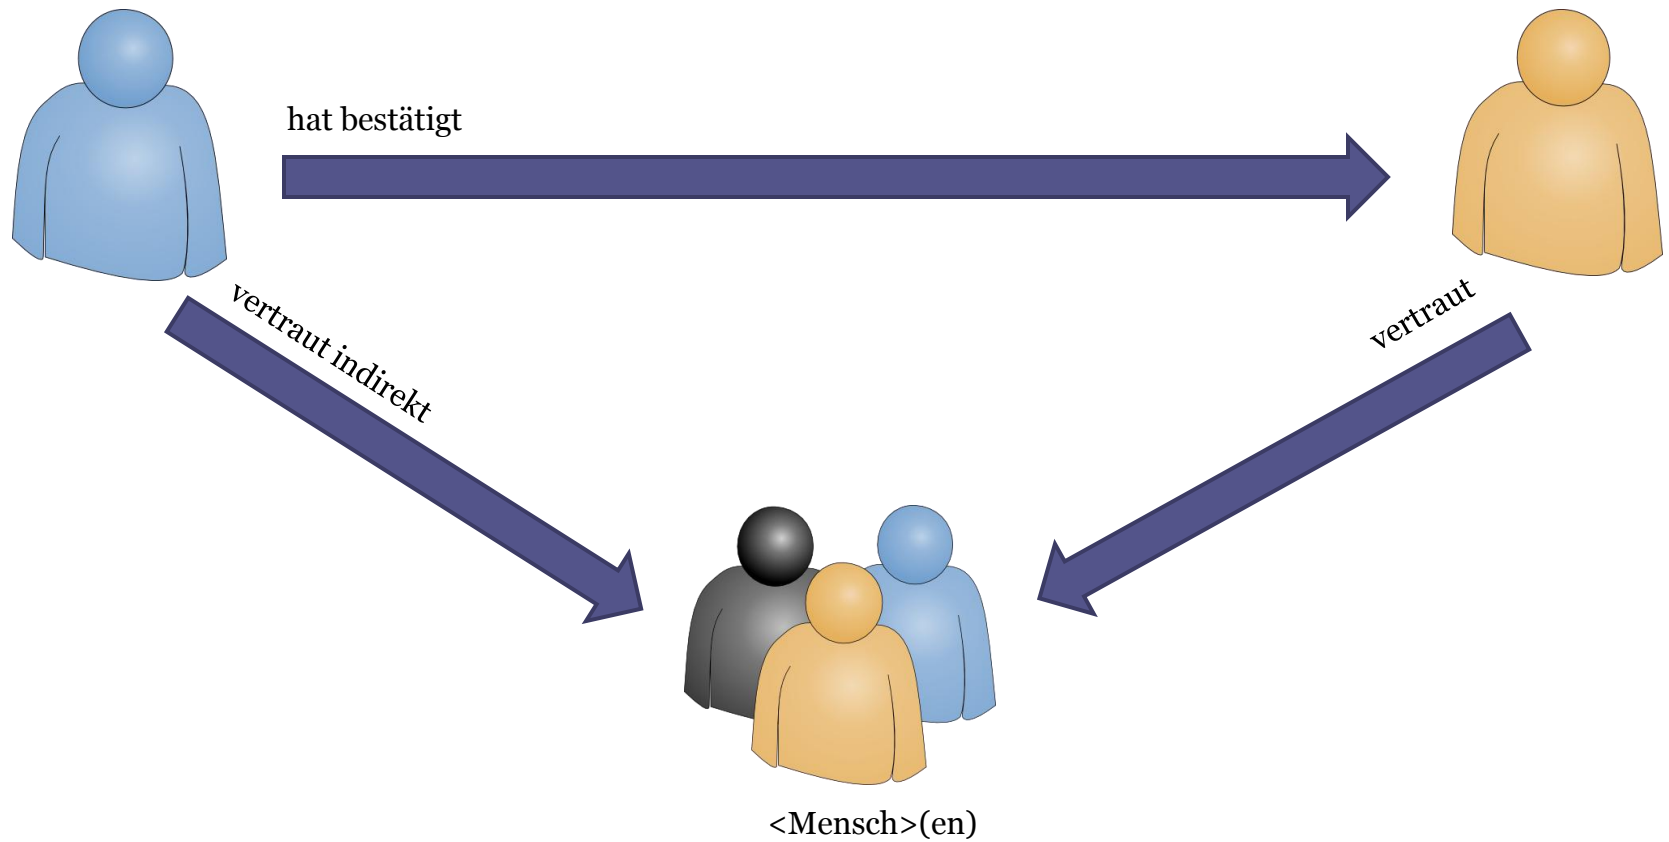 hat bestätigt
vertraut indirekt
vertraut
<Mensch>(en)